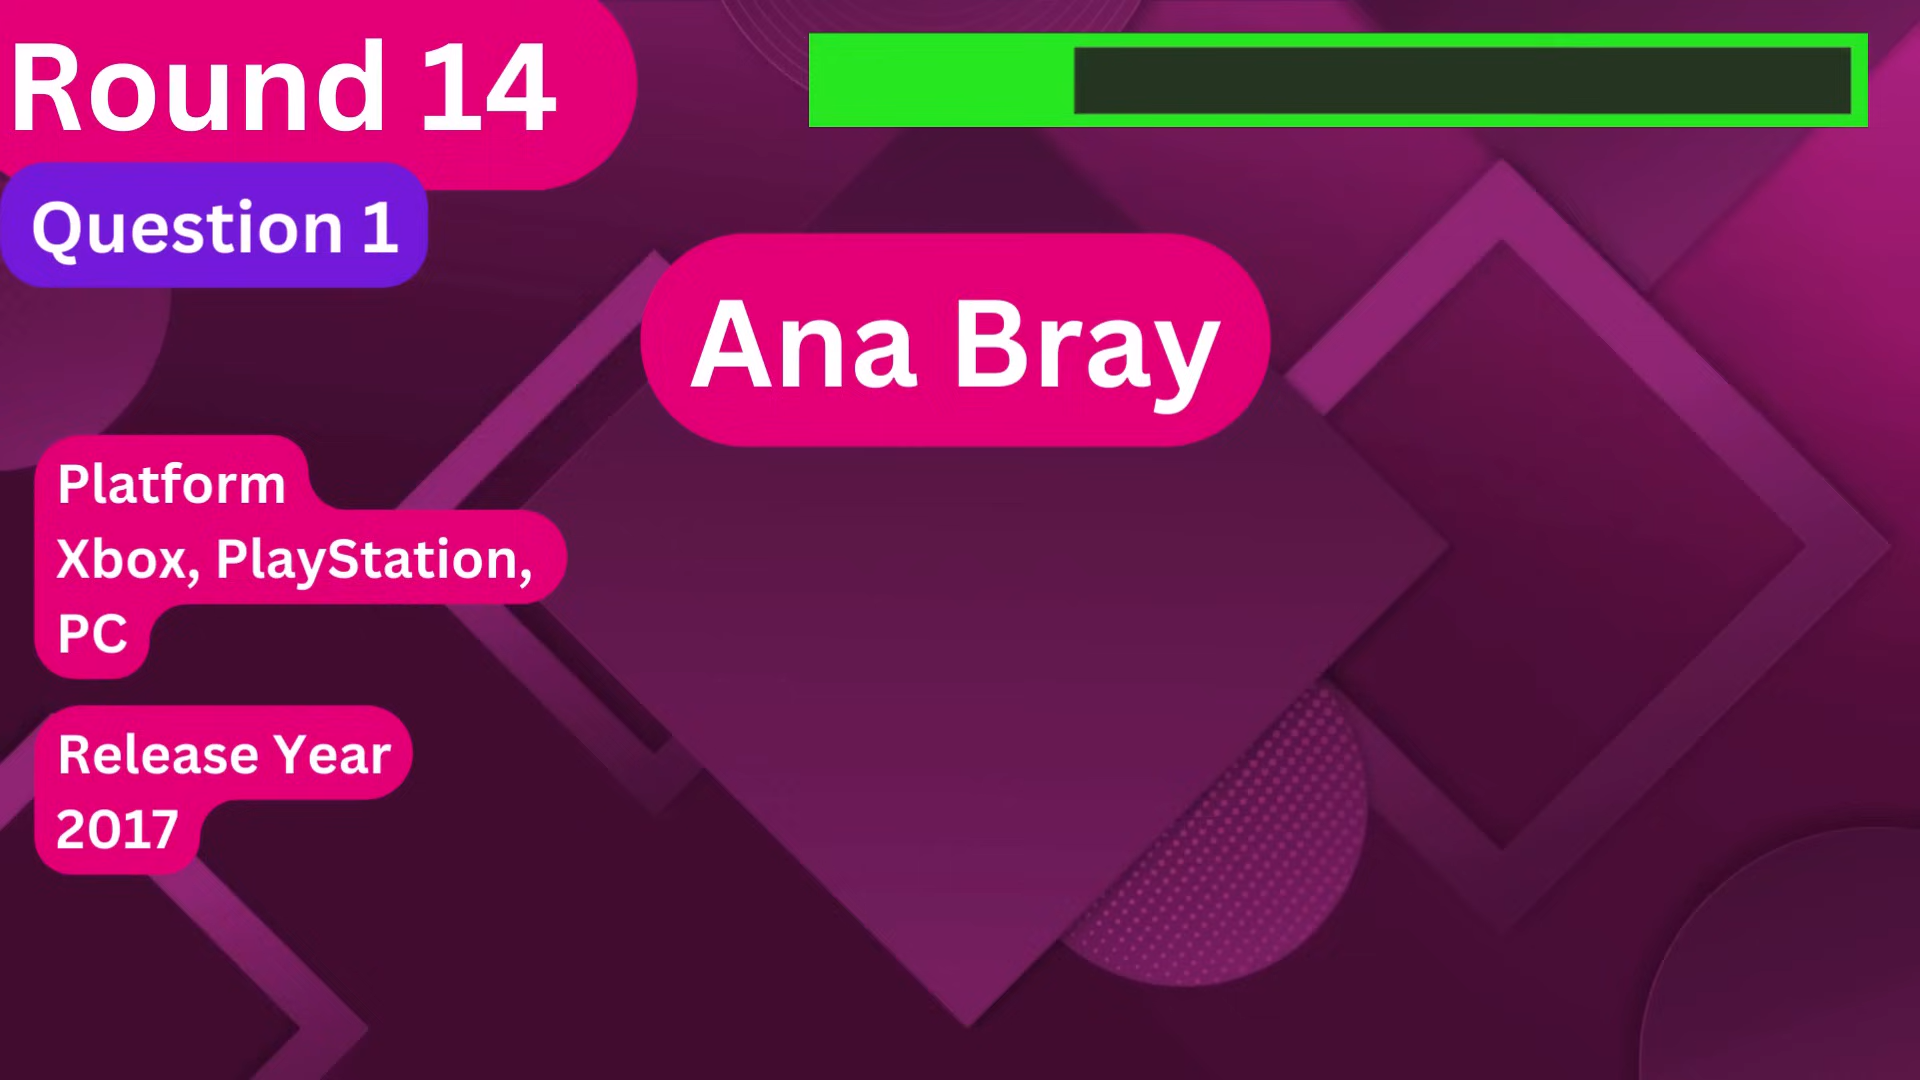 Round 14
Question 1
Ana Bray
Platform
Xbox, PlayStation,
PC
Release Year
2017